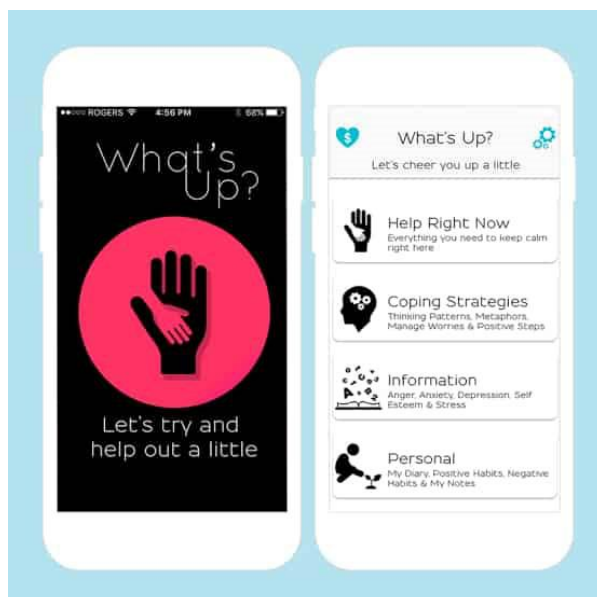 ROGERS 4:56 PM 68%
What's
Up?
Let's try and
help out a little
$
What's Up?
Let's cheer you up a little
Help Right Now
Everything you need to keep calm
right here
Coping Strategies
Thinking Patterns, Metaphors,
Manage Worries & Positive Steps
Information
Anger, Anxiety, Depression, Self
Esteem & Stress
Personal
My Diary, Positive Habits, Negative
Habits & My Notes